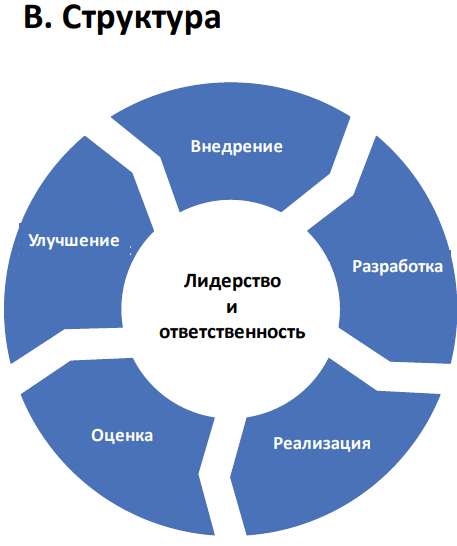 В. Структура
Внедрение
Разработка
Реализация
Оценка
Улучшение
Лидерство
и
ответственность